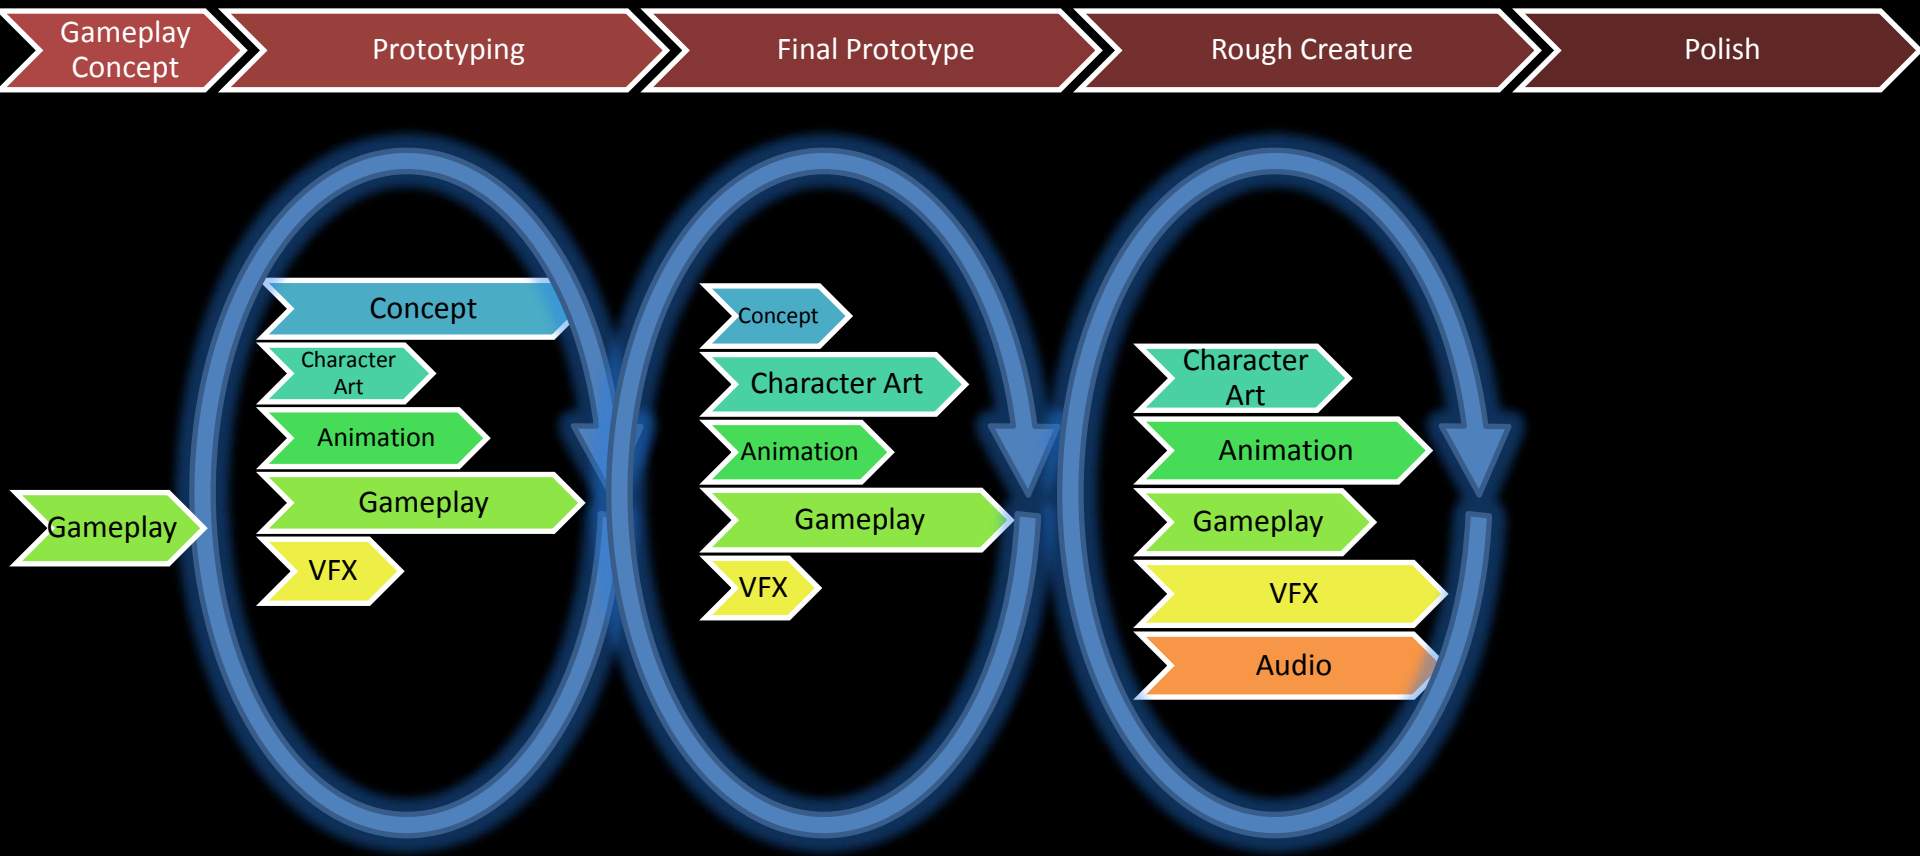 Gameplay
Concept
Prototyping
Final Prototype
Rough Creature
Polish
Gameplay
Concept
Character
Art
Animation
Gameplay
VFX
Concept
Character Art
Animation
Gameplay
VFX
Character
Art
Animation
Gameplay
VFX
Audio